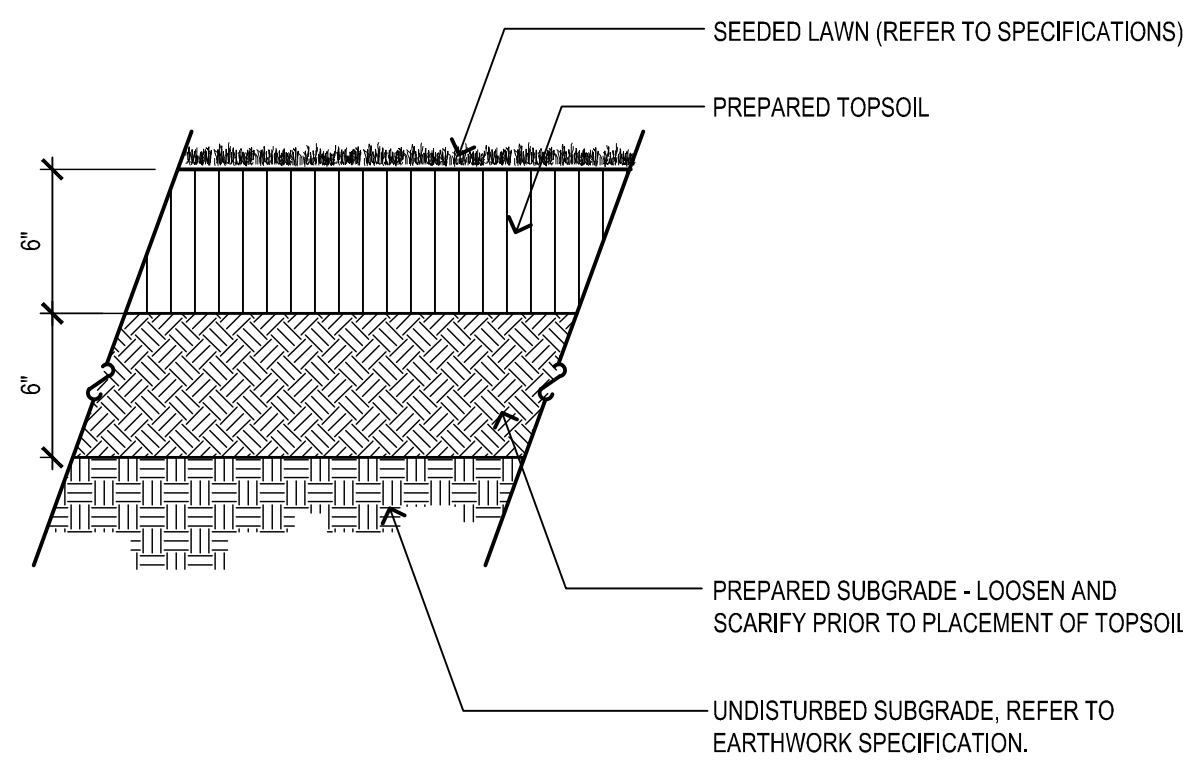 SEEDED LAWN (REFER TO SPECIFICATIONS)
PREPARED TOPSOIL
6"
6"
PREPARED SUBGRADE - LOOSEN AND
SCARIFY PRIOR TO PLACEMENT OF TOPSOIL
UNDISTURBED SUBGRADE, REFER TO
EARTHWORK SPECIFICATION.